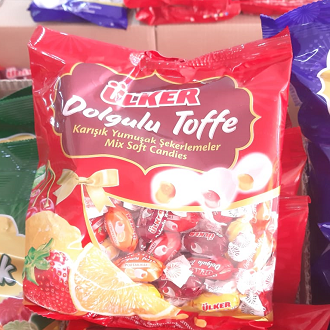 ÜLKER
Dolgulu Toffe
Karışık Yumuşak Şekerlemeler
Mix Soft Candies
ÜLKER